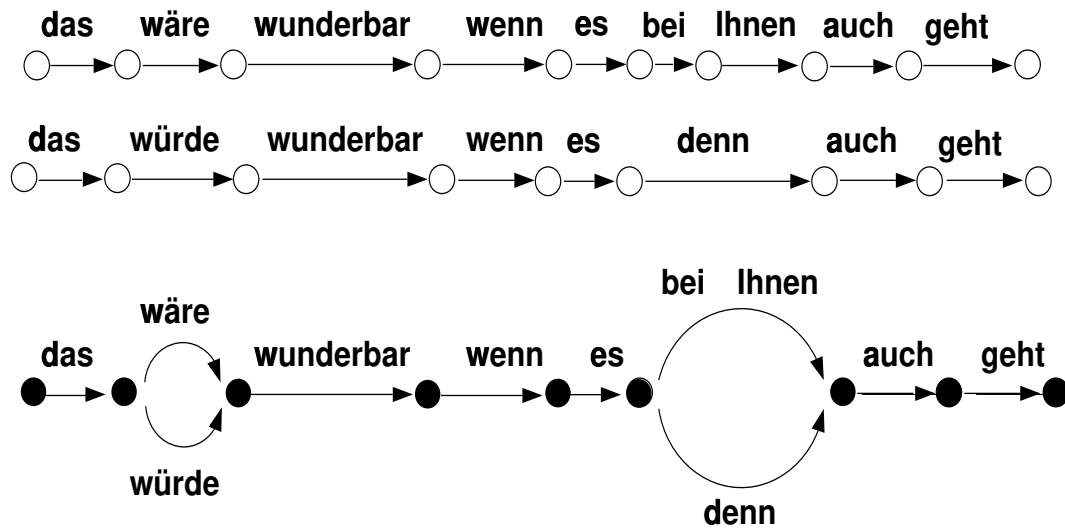 das wäre wunderbar wenn es bei Ihnen auch geht
das würde wunderbar wenn es denn auch geht
bei Ihnen
wäre
das wunderbar wenn es auch geht
würde
denn